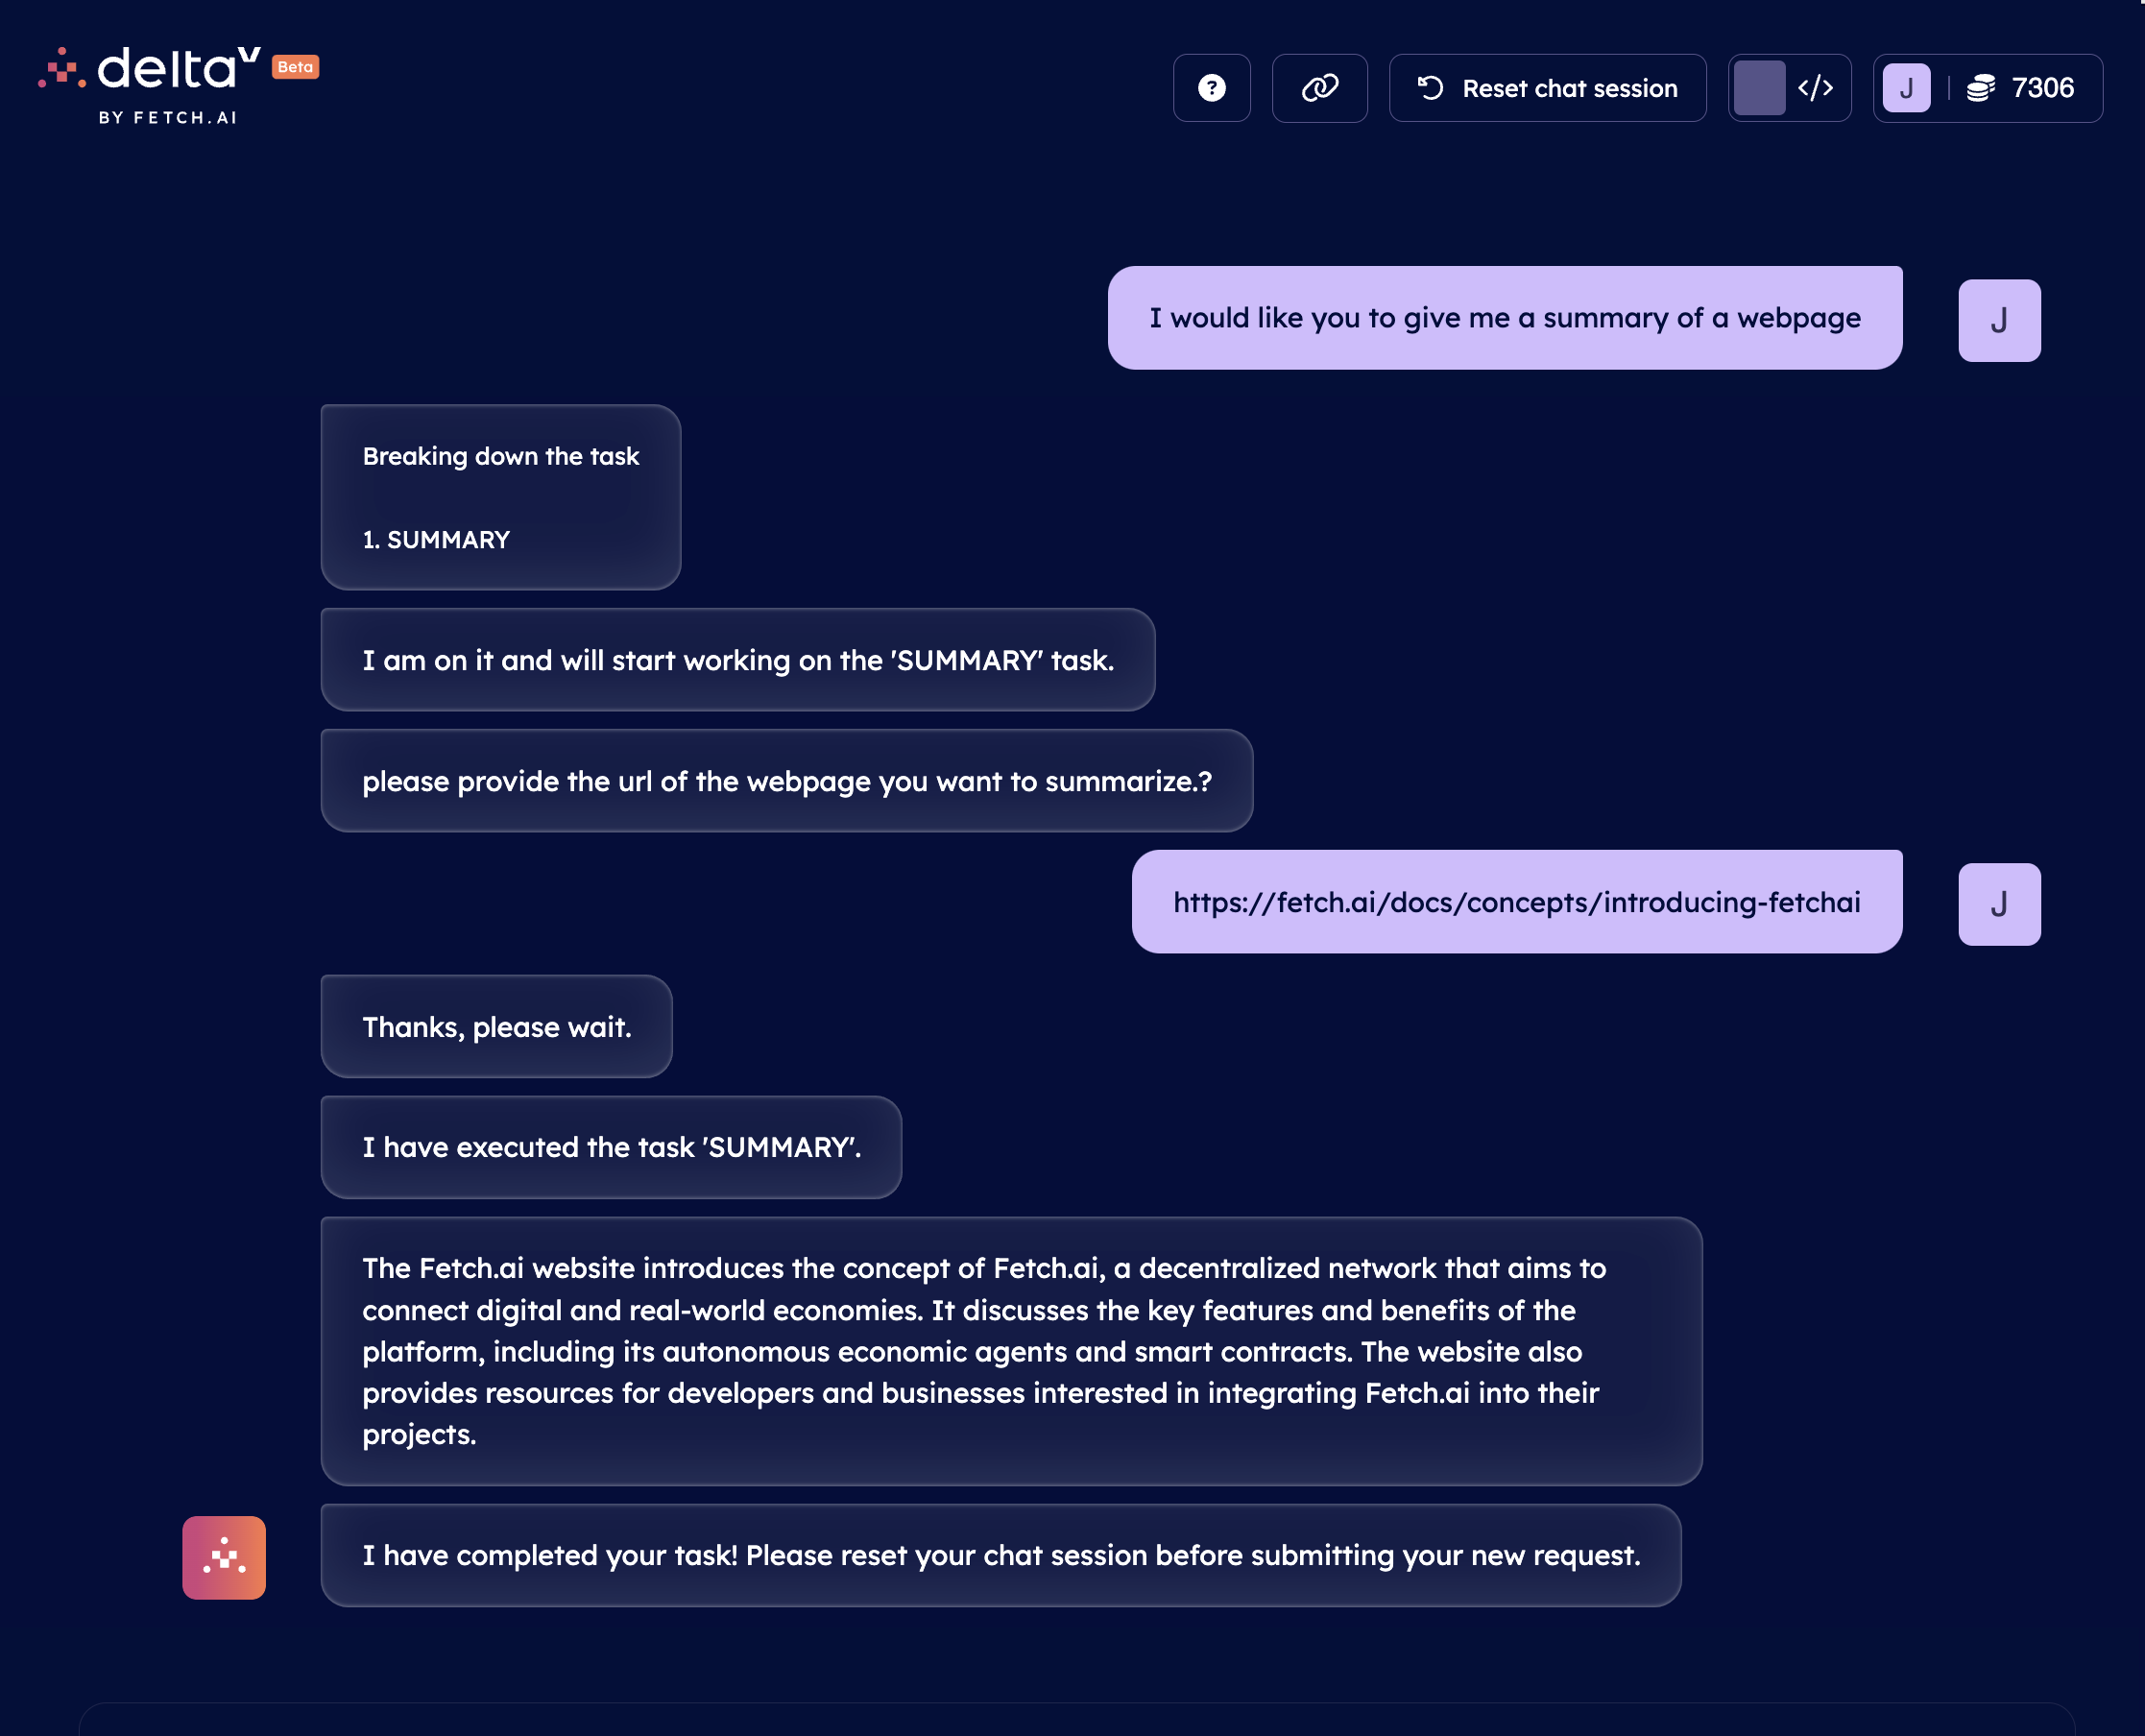 deltaV Beta
BY FETCH.AI
?
Reset chat session
</>
J
7306
I would like you to give me a summary of a webpage
J
Breaking down the task
1. SUMMARY
I am on it and will start working on the 'SUMMARY' task.
please provide the url of the webpage you want to summarize.?
https://fetch.ai/docs/concepts/introducing-fetchai
J
Thanks, please wait.
I have executed the task 'SUMMARY'.
The Fetch.ai website introduces the concept of Fetch.ai, a decentralized network that aims to
connect digital and real-world economies. It discusses the key features and benefits of the
platform, including its autonomous economic agents and smart contracts. The website also
provides resources for developers and businesses interested in integrating Fetch.ai into their
projects.
I have completed your task! Please reset your chat session before submitting your new request.